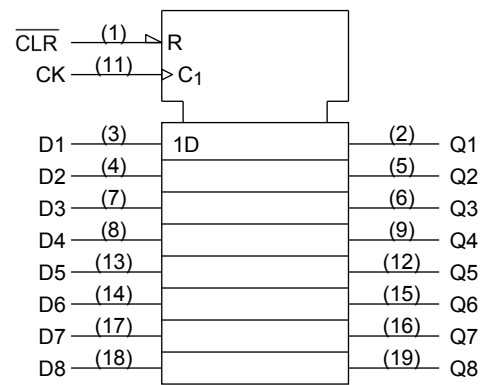 C̅L̅R̅ (1) R
CK (11) C1
D1 (3) 1D (2) Q1
D2 (4) (5) Q2
D3 (7) (6) Q3
D4 (8) (9) Q4
D5 (13) (12) Q5
D6 (14) (15) Q6
D7 (17) (16) Q7
D8 (18) (19) Q8